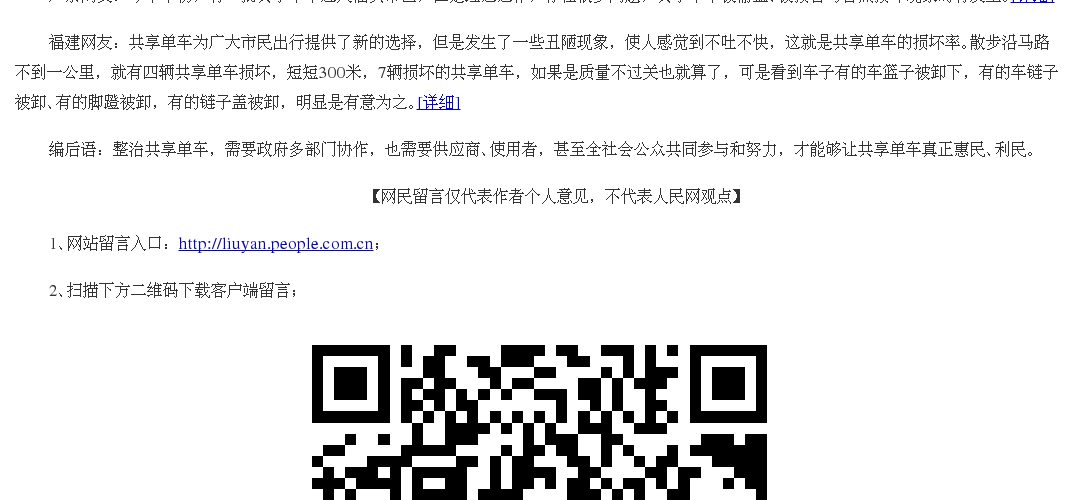 福建网友：共享单车为广大市民出行提供了新的选择，但是发生了一些丑陋现象，使人感觉到不吐不快，这就是共享单车的损坏率。散步沿马路
不到一公里，就有四辆共享单车损坏，短短300米，7辆损坏的共享单车，如果是质量不过关也就算了，可是看到车子有的车篮子被卸下，有的车链子
被卸、有的脚蹬被卸，有的链子盖被卸，明显是有意为之。[详细]
编后语：整治共享单车，需要政府多部门协作，也需要供应商、使用者，甚至全社会公众共同参与和努力，才能够让共享单车真正惠民、利民。
【网民留言仅代表作者个人意见，不代表人民网观点】
1、网站留言入口：http://liuyan.people.com.cn；
2、扫描下方二维码下载客户端留言；